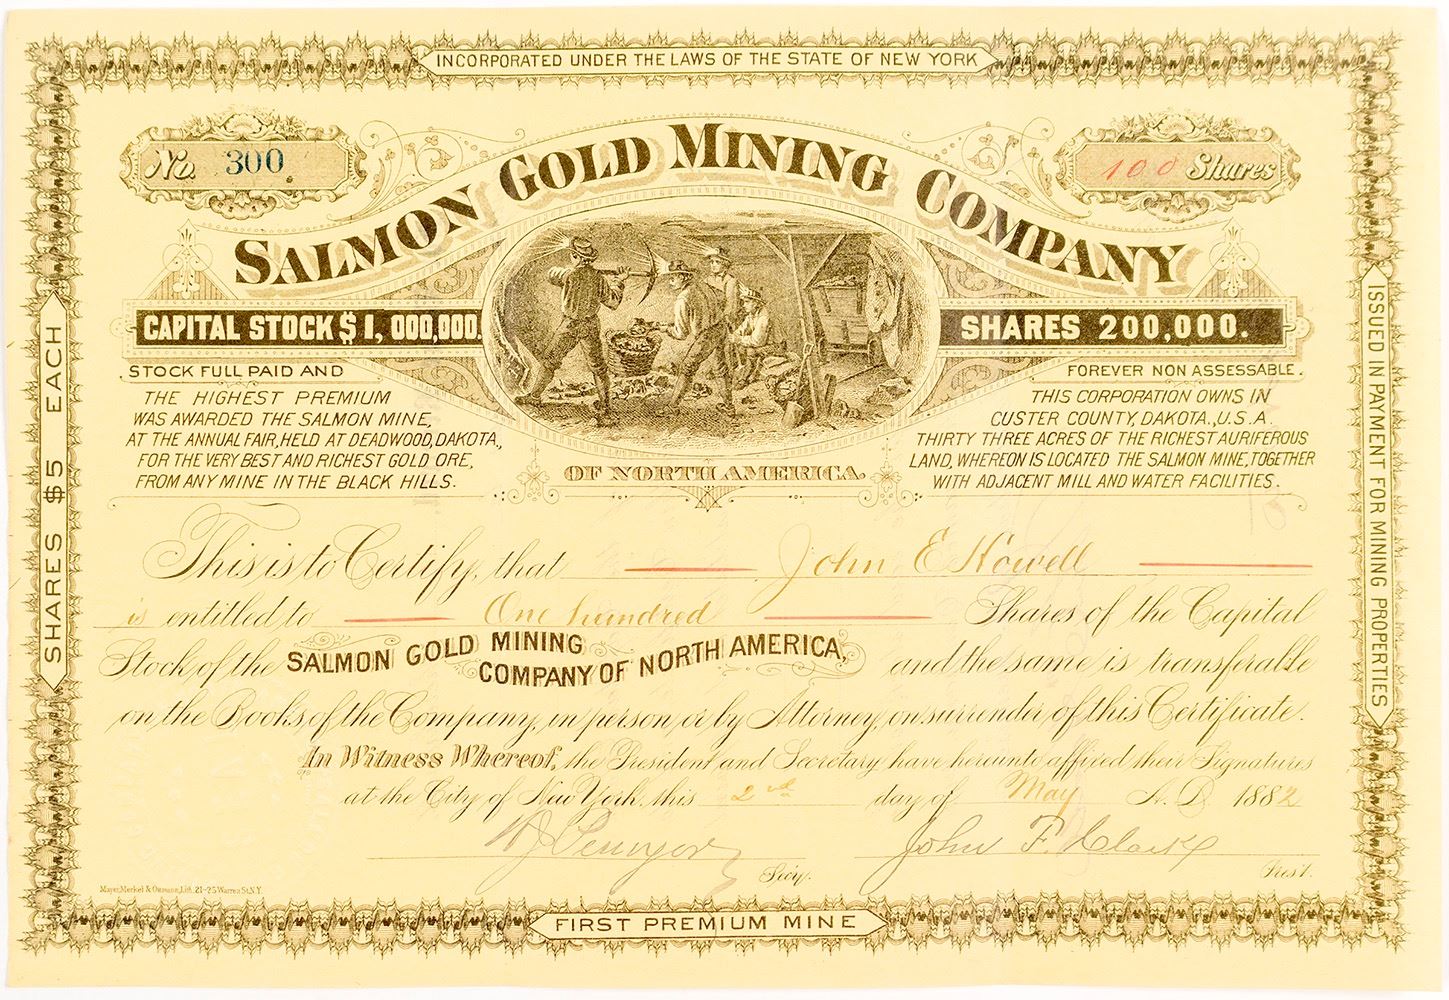 INCORPORATED UNDER THE LAWS OF THE STATE OF NEW YORK
No. 300.
100 Shares
SALMON GOLD MINING COMPANY
CAPITAL STOCK $1,000,000.
SHARES 200,000.
STOCK FULL PAID AND
FOREVER NON ASSESSABLE.
THE HIGHEST PREMIUM
WAS AWARDED THE SALMON MINE,
AT THE ANNUAL FAIR, HELD AT DEADWOOD, DAKOTA.,
FOR THE VERY BEST AND RICHEST GOLD ORE,
FROM ANY MINE IN THE BLACK HILLS.
THIS CORPORATION OWNS IN
CUSTER COUNTY, DAKOTA., U.S.A.
THIRTY THREE ACRES OF THE RICHEST AURIFEROUS
LAND, WHEREON IS LOCATED THE SALMON MINE, TOGETHER
WITH ADJACENT MILL AND WATER FACILITIES.
OF NORTH AMERICA.
SHARES $5 EACH
ISSUED IN PAYMENT FOR MINING PROPERTIES
This is to Certify, that John E Howell
is entitled to One hundred Shares of the Capital
Stock of the SALMON GOLD MINING COMPANY OF NORTH AMERICA, and the same is transferable
on the Books of the Company, in person, or by Attorney, on surrender of this Certificate.
In Witness Whereof, the President and Secretary have hereunto affixed their Signatures
at the City of New York, this 2nd day of May A.D. 1882
John F. Clark
Secy. Prest.
Mayer, Merkel & Ottmann, Lith. 21-25 Warren St. N.Y.
FIRST PREMIUM MINE